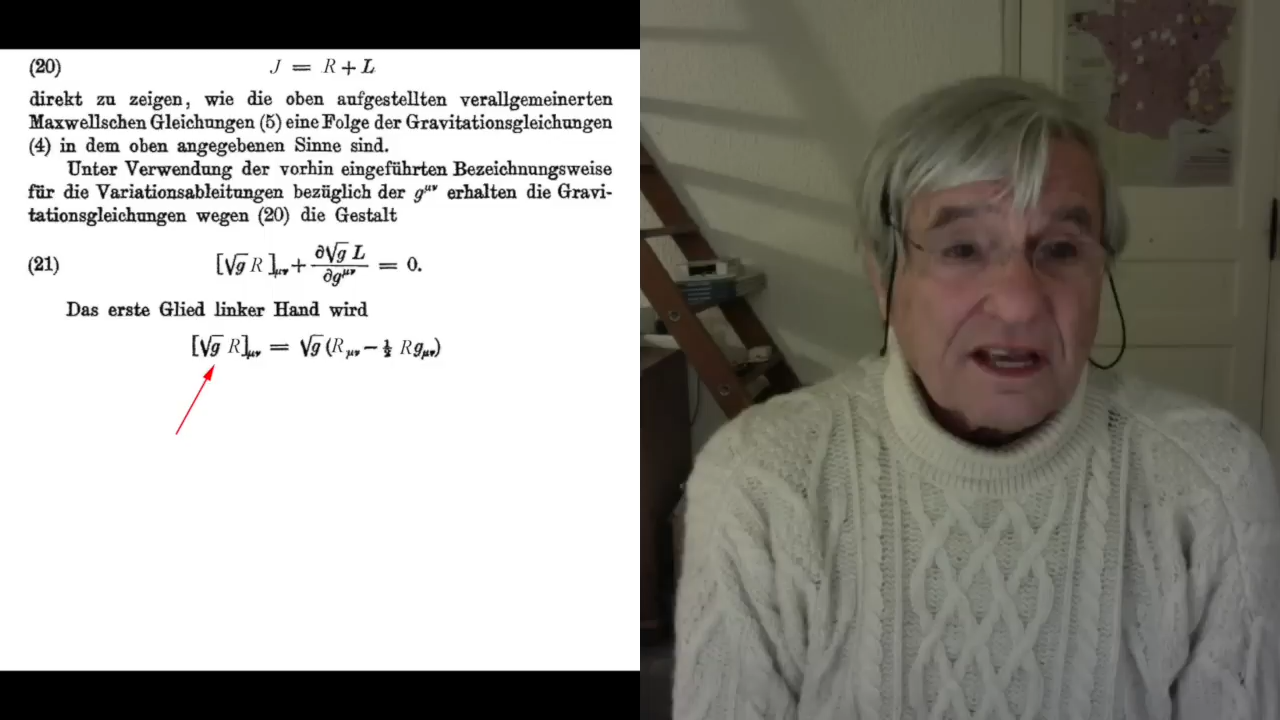 (20) J = R + L
direkt zu zeigen, wie die oben aufgestellten verallgemeinerten
Maxwellschen Gleichungen (5) eine Folge der Gravitationsgleichungen
(4) in dem oben angegebenen Sinne sind.
Unter Verwendung der vorhin eingeführten Bezeichnungsweise
für die Variationsableitungen bezüglich der g^{μν} erhalten die Gravi-
tationsgleichungen wegen (20) die Gestalt
(21) [√g R]_{μν} + ∂√g L / ∂g^{μν} = 0.
Das erste Glied linker Hand wird
[√g R]_{μν} = √g (R_{μν} - ½ R g_{μν})